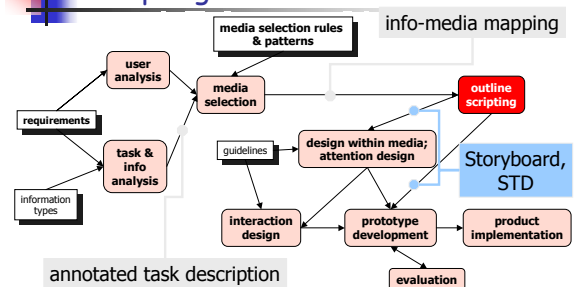 media selection rules
& patterns
info-media mapping
user
analysis
media
selection
outline
scripting
requirements
task &
info
analysis
guidelines
design within media;
attention design
Storyboard,
STD
information
types
interaction
design
prototype
development
product
implementation
annotated task description
evaluation